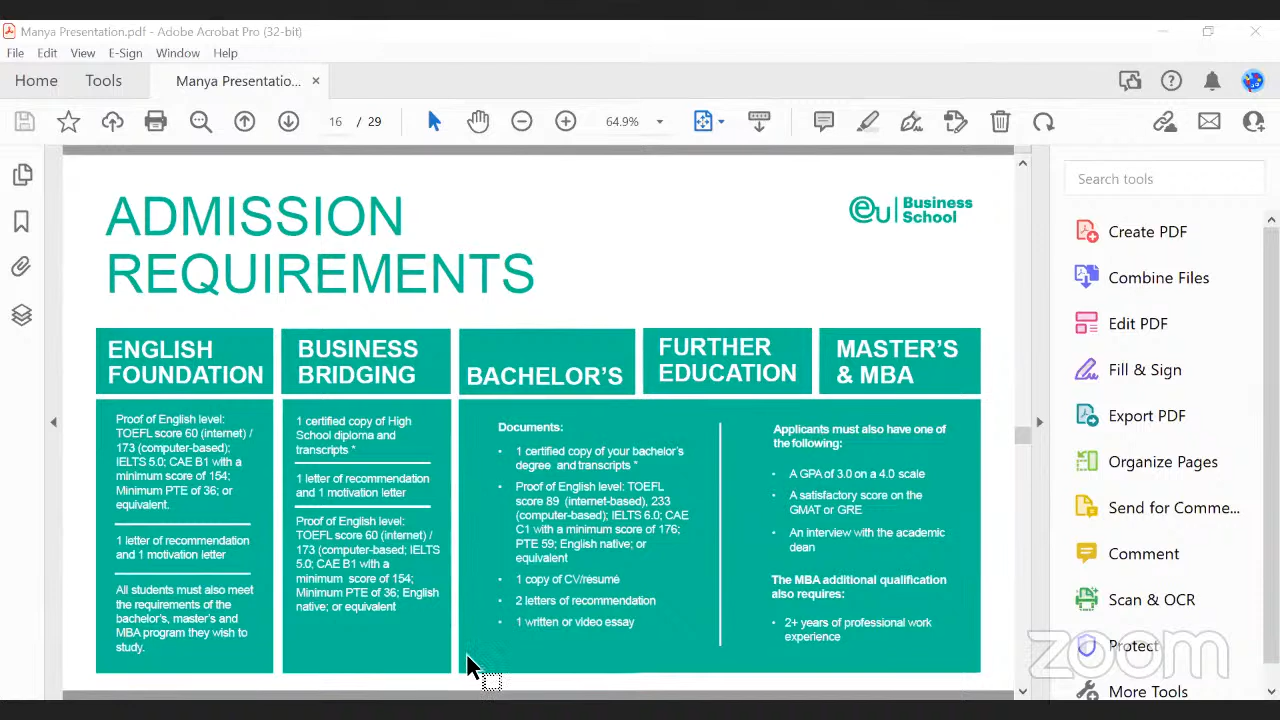 Manya Presentation.pdf - Adobe Acrobat Pro (32-bit)
File Edit View E-Sign Window Help
Home Tools Manya Presentatio... ×
16 / 29 64.9%
Search tools
Create PDF
Combine Files
Edit PDF
Fill & Sign
Export PDF
Organize Pages
Send for Comme...
Comment
Scan & OCR
Protect
More Tools
ADMISSION
REQUIREMENTS
eu Business
School
ENGLISH
FOUNDATION
Proof of English level:
TOEFL score 60 (internet) /
173 (computer-based);
IELTS 5.0; CAE B1 with a
minimum score of 154;
Minimum PTE of 36; or
equivalent.
1 letter of recommendation
and 1 motivation letter
All students must also meet
the requirements of the
bachelor's, master's and
MBA program they wish to
study.
BUSINESS
BRIDGING
1 certified copy of High
School diploma and
transcripts *
1 letter of recommendation
and 1 motivation letter
Proof of English level:
TOEFL score 60 (internet) /
173 (computer-based; IELTS
5.0; CAE B1 with a
minimum score of 154;
Minimum PTE of 36; English
native; or equivalent
BACHELOR'S
FURTHER
EDUCATION
MASTER'S
& MBA
Documents:
• 1 certified copy of your bachelor's
degree and transcripts *
• Proof of English level: TOEFL
score 89 (internet-based), 233
(computer-based); IELTS 6.0; CAE
C1 with a minimum score of 176;
PTE 59; English native; or
equivalent
• 1 copy of CV/résumé
• 2 letters of recommendation
• 1 written or video essay
Applicants must also have one of
the following:
• A GPA of 3.0 on a 4.0 scale
• A satisfactory score on the
GMAT or GRE
• An interview with the academic
dean
The MBA additional qualification
also requires:
• 2+ years of professional work
experience
zoom